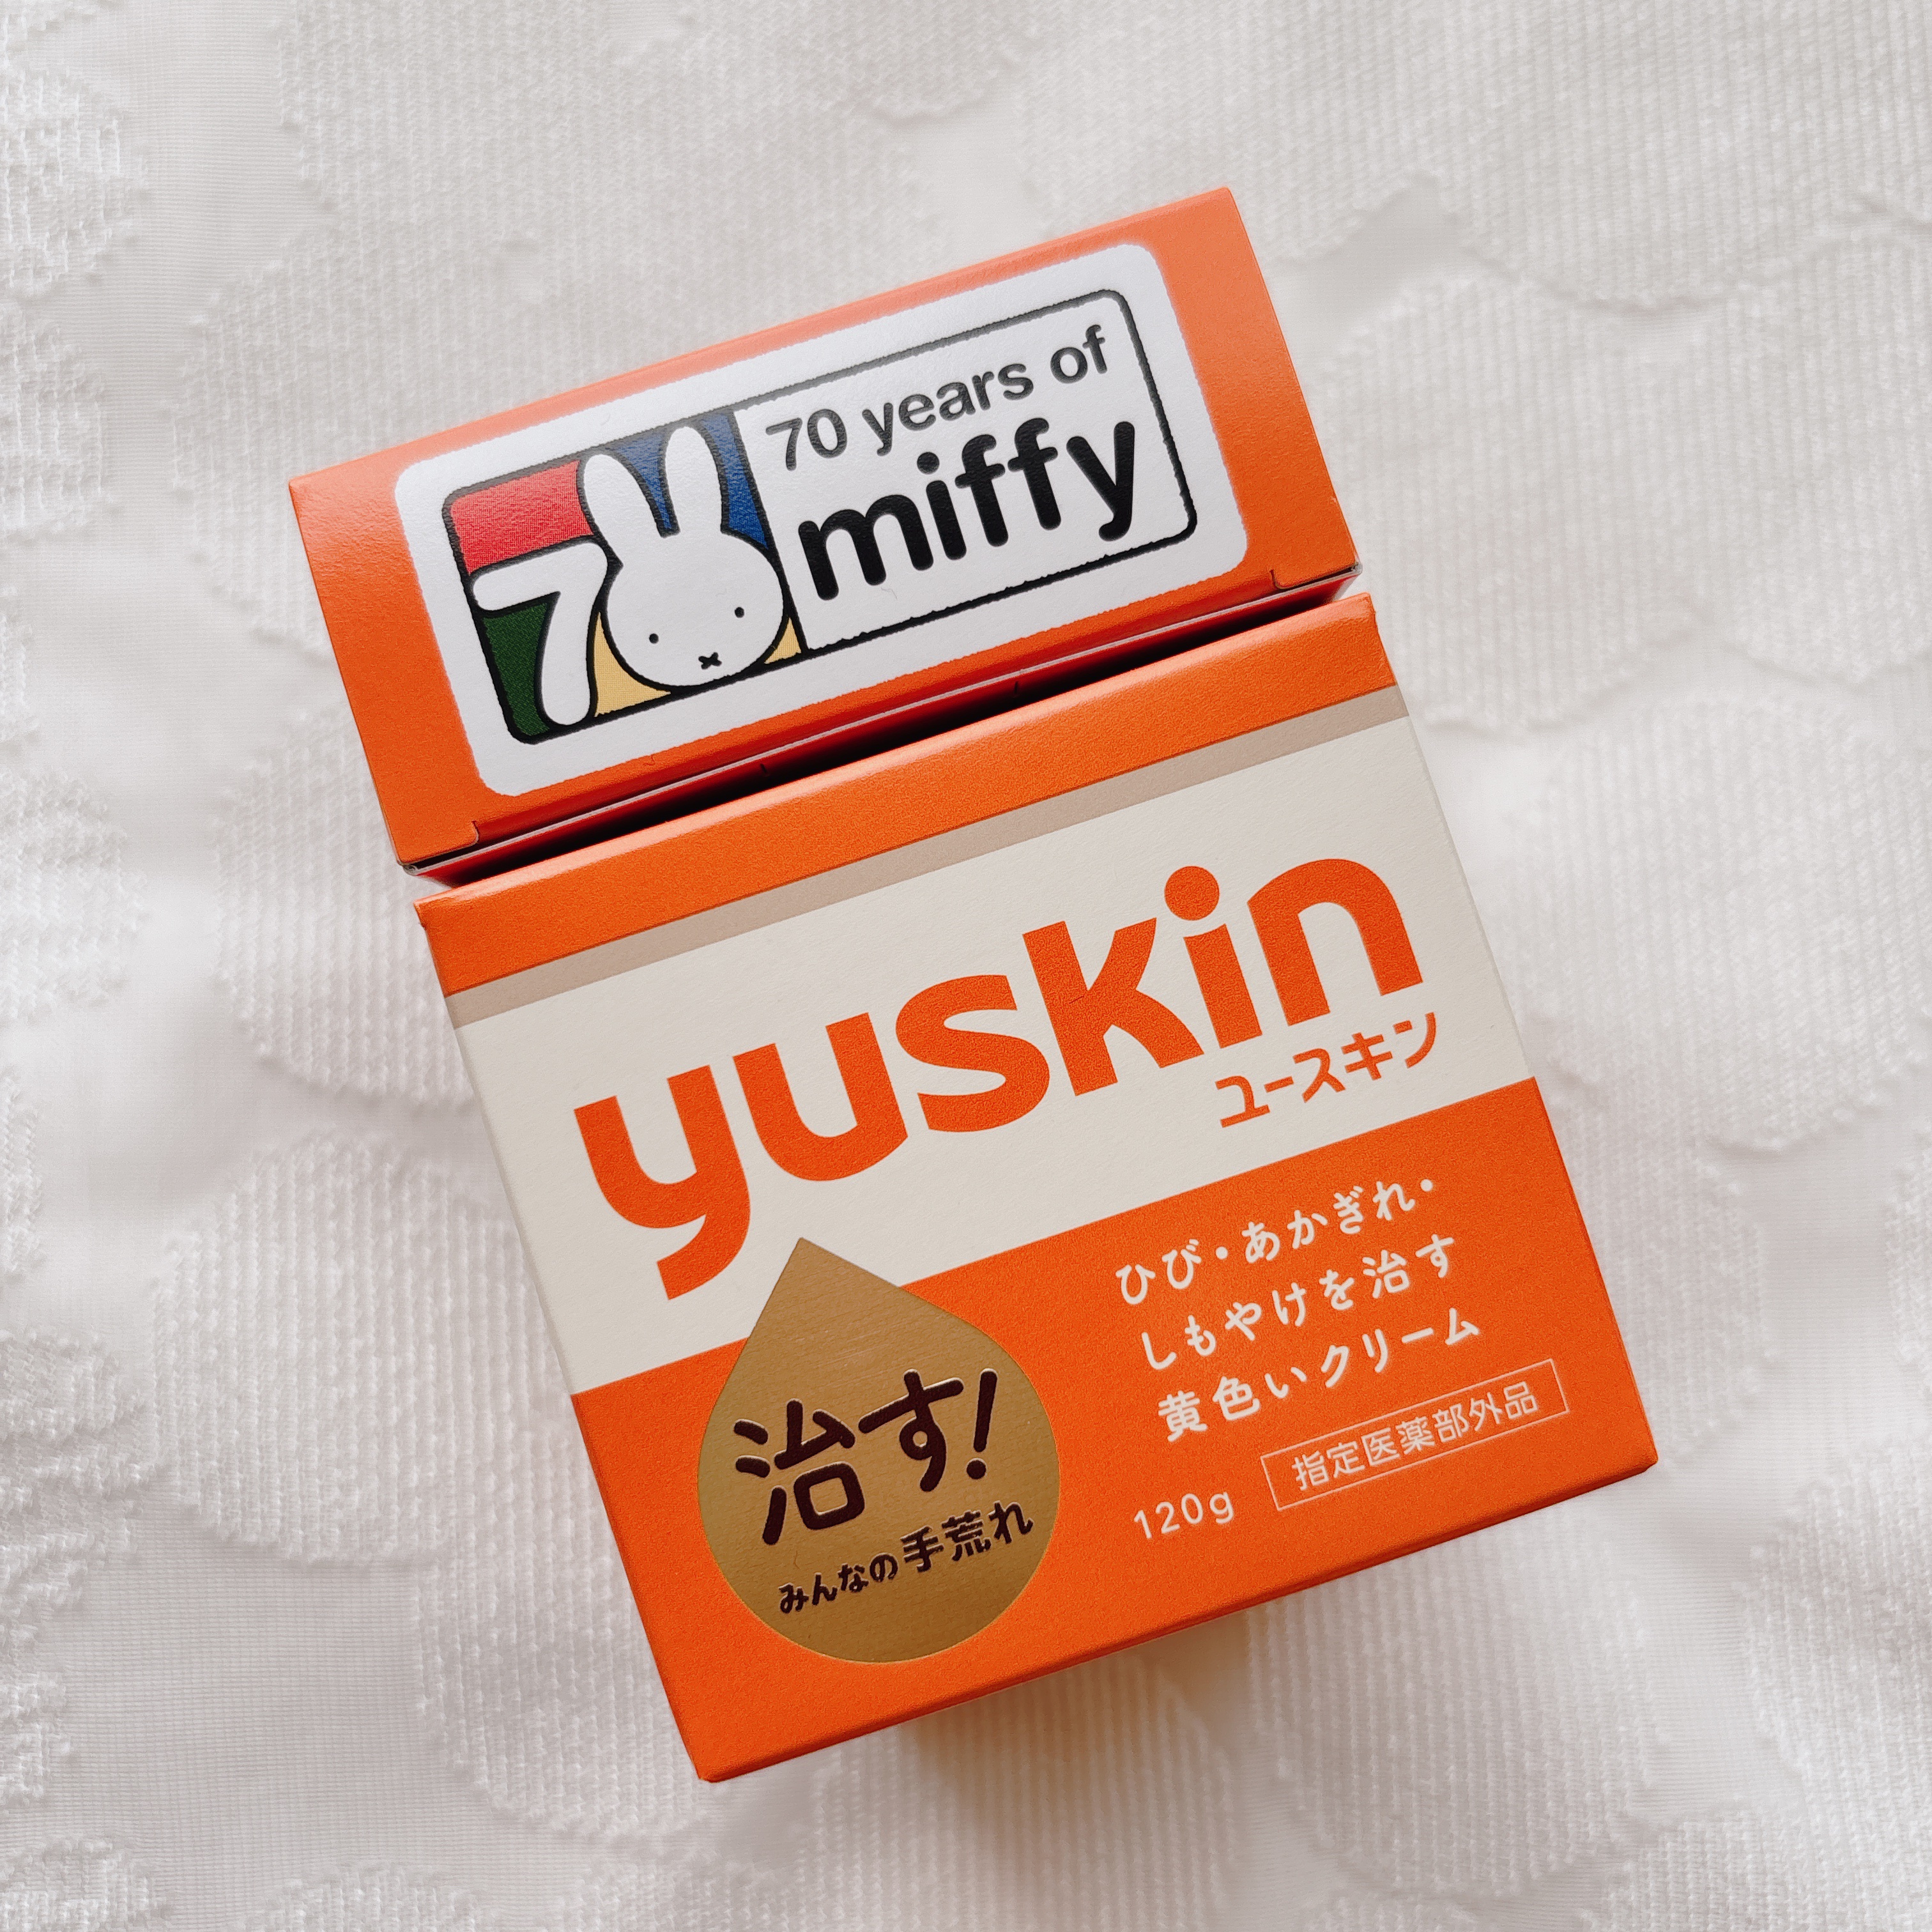 70
70 years of
miffy
yuskin
ユースキン
ひび・あかぎれ・
しもやけを治す
黄色いクリーム
治す!
みんなの手荒れ
120g
指定医薬部外品